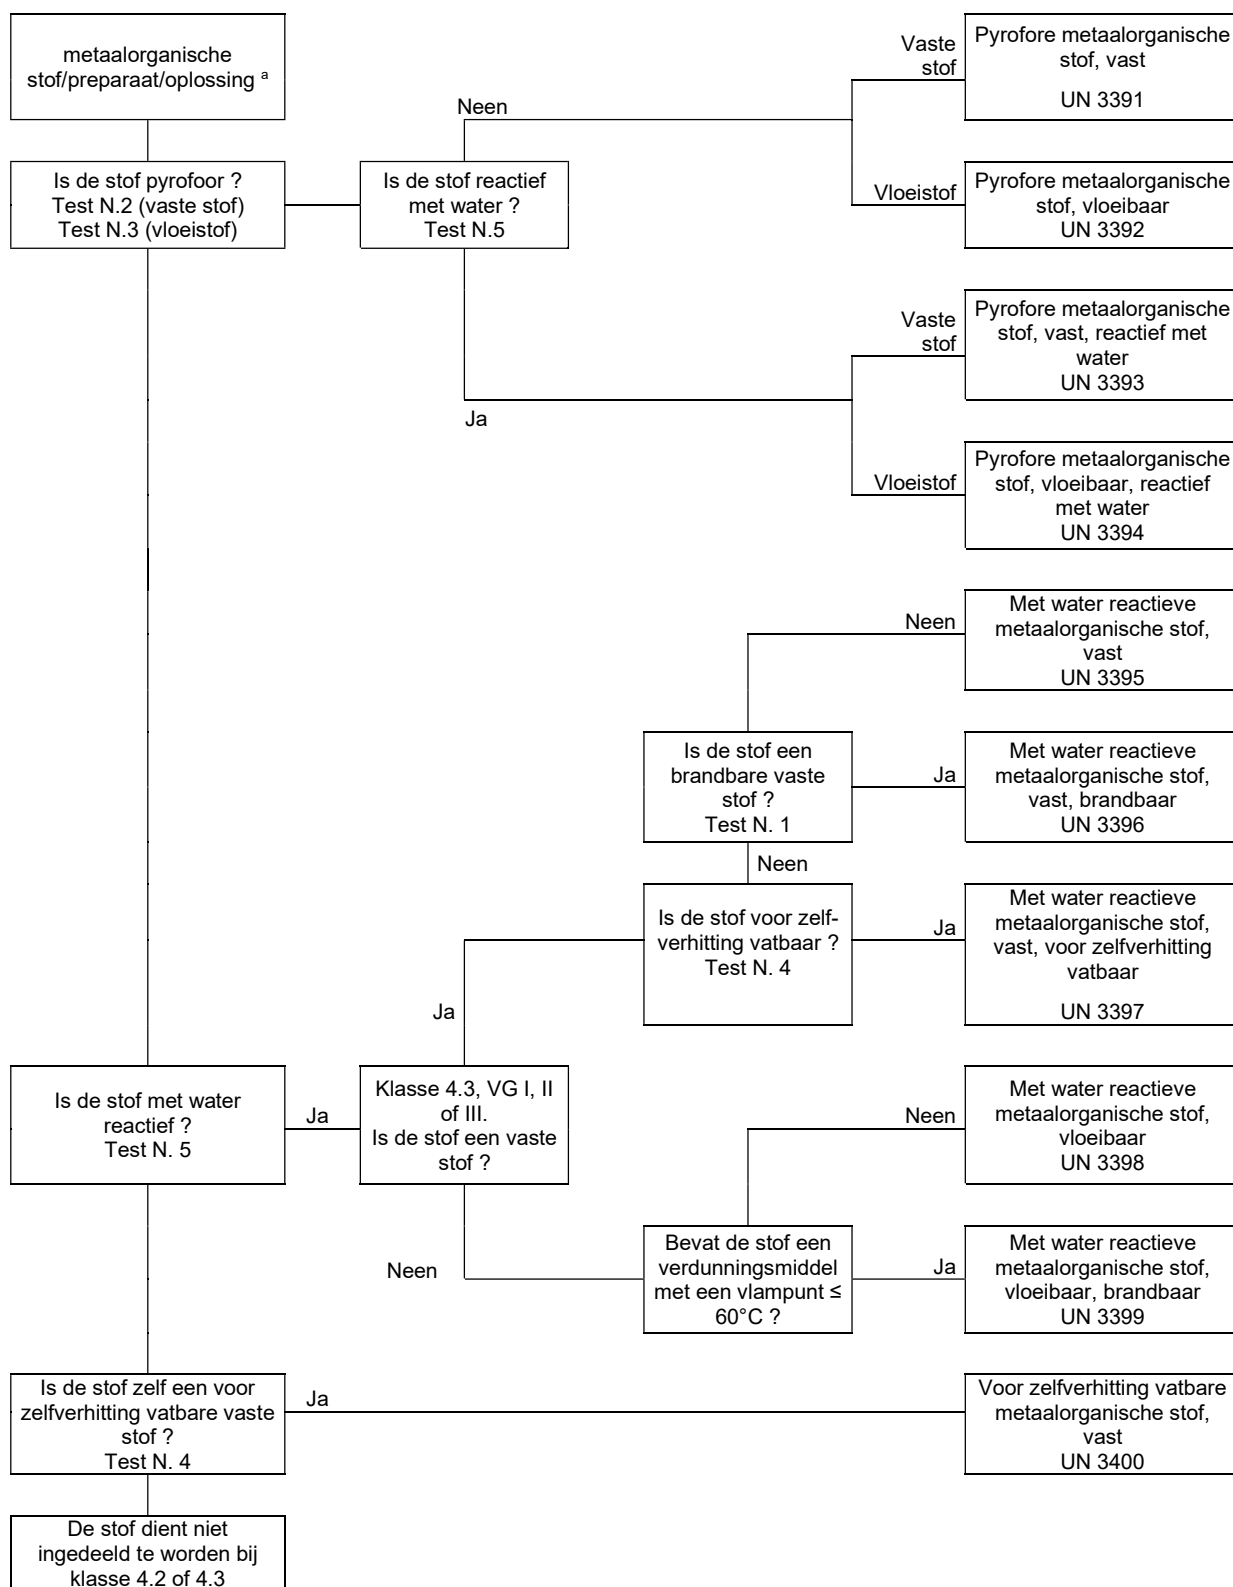 metaalorganische
stof/preparaat/oplossing ª
Vaste
stof
Pyrofore metaalorganische
stof, vast
UN 3391
Neen
Is de stof pyrofoor ?
Test N.2 (vaste stof)
Test N.3 (vloeistof)
Is de stof reactief
met water ?
Test N.5
Vloeistof
Pyrofore metaalorganische
stof, vloeibaar
UN 3392
Vaste
stof
Pyrofore metaalorganische
stof, vast, reactief met
water
UN 3393
Ja
Vloeistof
Pyrofore metaalorganische
stof, vloeibaar, reactief
met water
UN 3394
Neen
Met water reactieve
metaalorganische stof,
vast
UN 3395
Is de stof een
brandbare vaste
stof ?
Test N. 1
Ja
Met water reactieve
metaalorganische stof,
vast, brandbaar
UN 3396
Neen
Is de stof voor zelf-
verhitting vatbaar ?
Test N. 4
Ja
Met water reactieve
metaalorganische stof,
vast, voor zelfverhitting
vatbaar
UN 3397
Ja
Is de stof met water
reactief ?
Test N. 5
Ja
Klasse 4.3, VG I, II
of III.
Is de stof een vaste
stof ?
Neen
Met water reactieve
metaalorganische stof,
vloeibaar
UN 3398
Neen
Bevat de stof een
verdunningsmiddel
met een vlampunt ≤
60°C ?
Ja
Met water reactieve
metaalorganische stof,
vloeibaar, brandbaar
UN 3399
Is de stof zelf een voor
zelfverhitting vatbare vaste
stof ?
Test N. 4
Ja
Voor zelfverhitting vatbare
metaalorganische stof,
vast
UN 3400
De stof dient niet
ingedeeld te worden bij
klasse 4.2 of 4.3